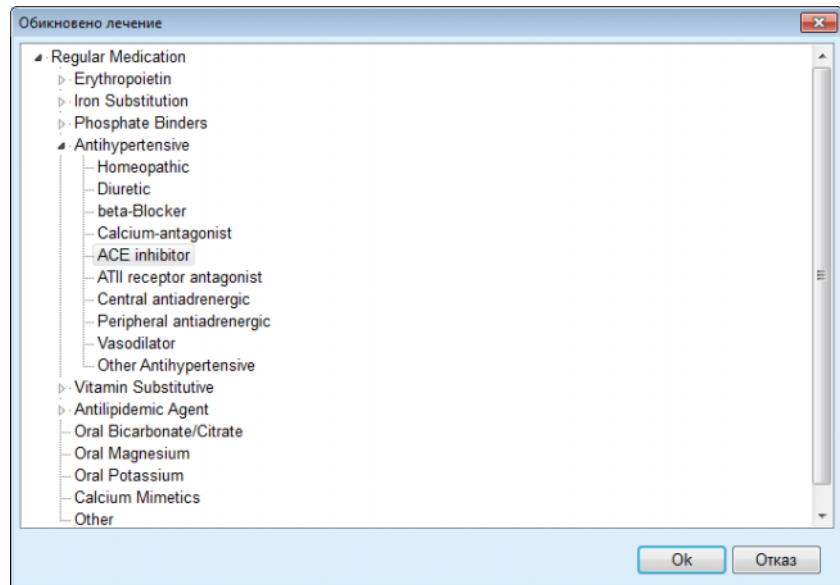 Обикновено лечение
Regular Medication
Erythropoietin
Iron Substitution
Phosphate Binders
Antihypertensive
Homeopathic
Diuretic
beta-Blocker
Calcium-antagonist
ACE inhibitor
ATII receptor antagonist
Central antiadrenergic
Peripheral antiadrenergic
Vasodilator
Other Antihypertensive
Vitamin Substitutive
Antilipidemic Agent
Oral Bicarbonate/Citrate
Oral Magnesium
Oral Potassium
Calcium Mimetics
Other
Ok Отказ